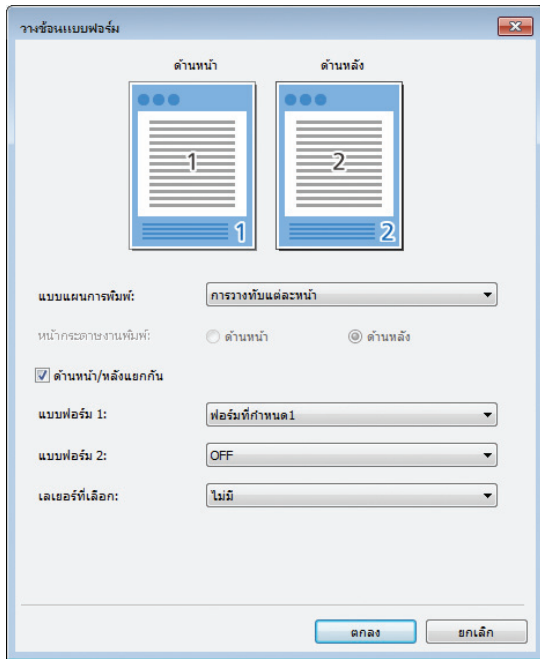 วางซ้อนแบบฟอร์ม
ด้านหน้า ด้านหลัง
1 2
1 2
แบบแผนการพิมพ์: การวางทับแต่ละหน้า
หน้ากระดาษงานพิมพ์: ด้านหน้า ด้านหลัง
ด้านหน้า/หลังแยกกัน
แบบฟอร์ม 1: ฟอร์มที่กำหนด1
แบบฟอร์ม 2: OFF
เลเยอร์ที่เลือก: ไม่มี
ตกลง ยกเลิก